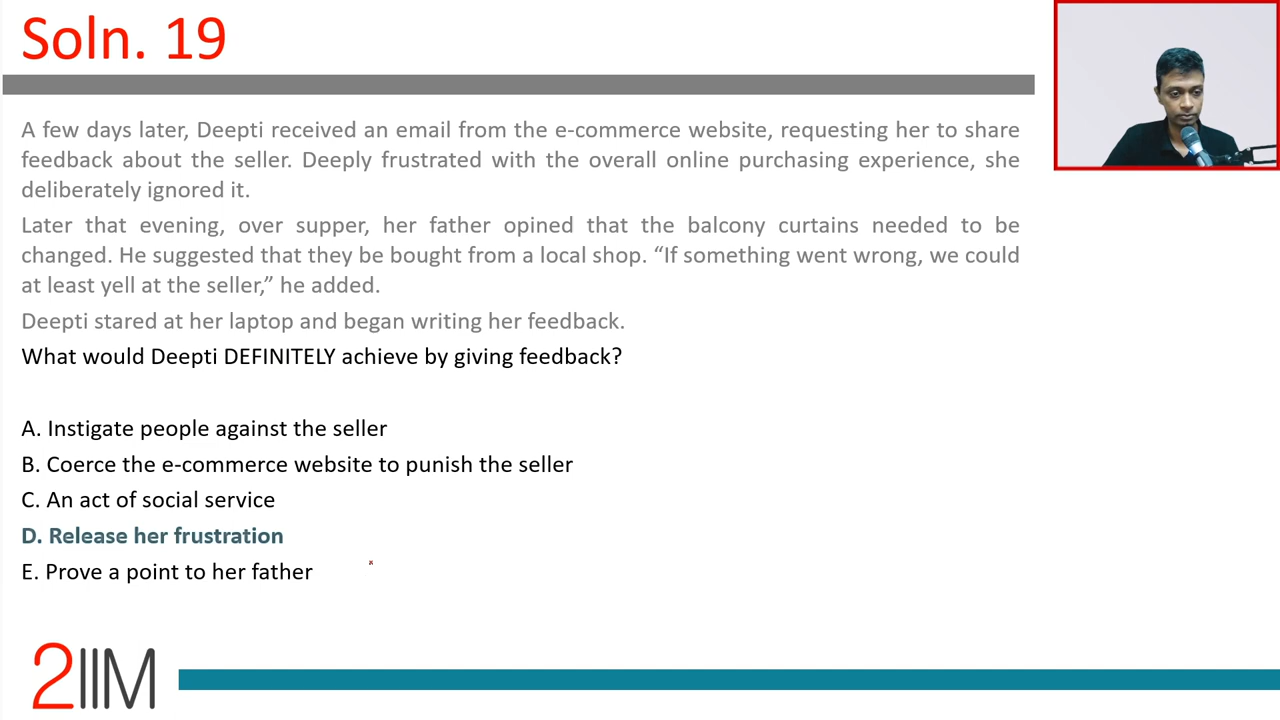 Soln. 19
A few days later, Deepti received an email from the e-commerce website, requesting her to share
feedback about the seller. Deeply frustrated with the overall online purchasing experience, she
deliberately ignored it.
Later that evening, over supper, her father opined that the balcony curtains needed to be
changed. He suggested that they be bought from a local shop. “If something went wrong, we could
at least yell at the seller,” he added.
Deepti stared at her laptop and began writing her feedback.
What would Deepti DEFINITELY achieve by giving feedback?
A. Instigate people against the seller
B. Coerce the e-commerce website to punish the seller
C. An act of social service
D. Release her frustration
E. Prove a point to her father
2IIM